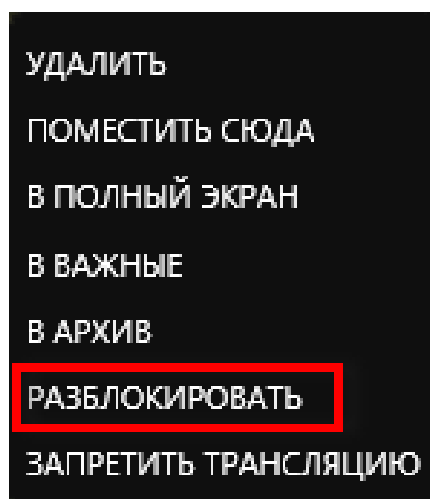 УДАЛИТЬ
ПОМЕСТИТЬ СЮДА
В ПОЛНЫЙ ЭКРАН
В ВАЖНЫЕ
В АРХИВ
РАЗБЛОКИРОВАТЬ
ЗАПРЕТИТЬ ТРАНСЛЯЦИЮ